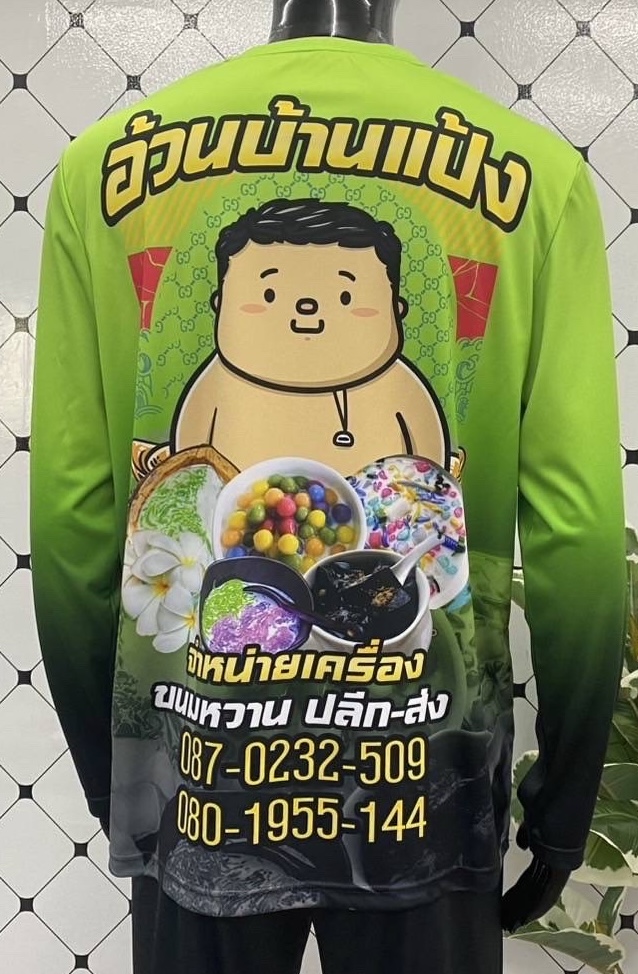 อ้วนบ้านแป้ง
จำหน่ายเครื่อง
ขนมหวาน ปลีก-ส่ง
087-0232-509
080-1955-144